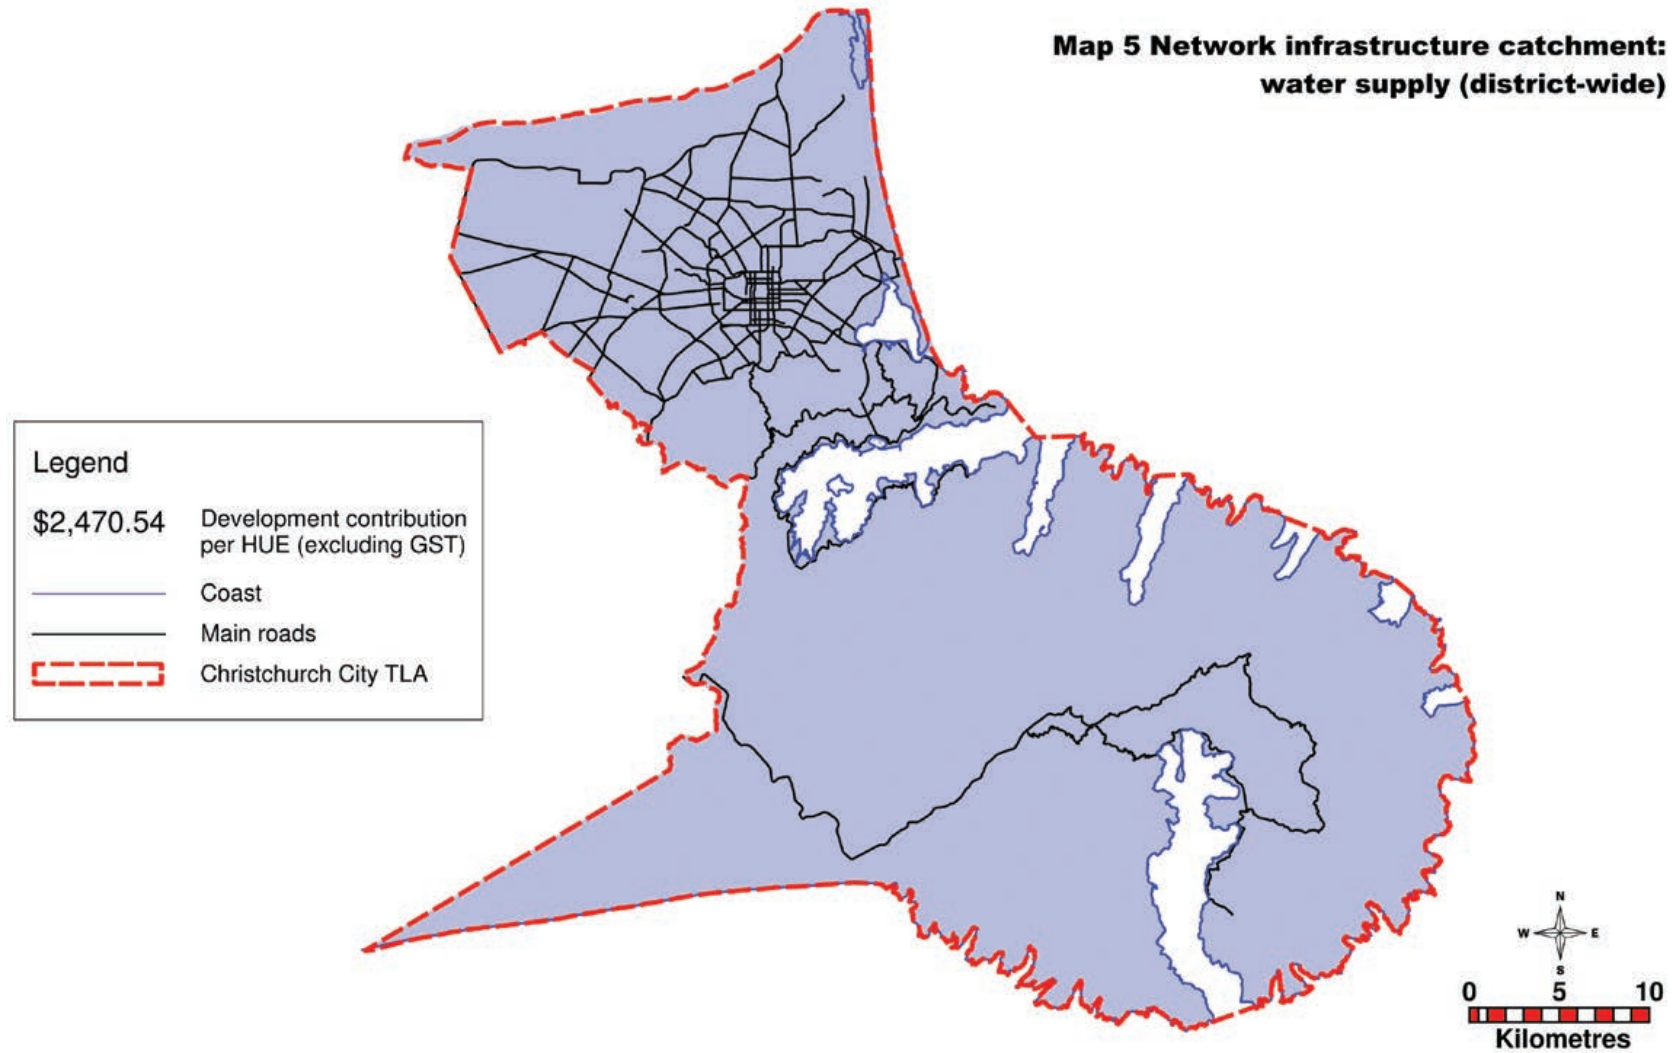 Map 5 Network infrastructure catchment:
water supply (district-wide)
Legend
$2,470.54
Development contribution
per HUE (excluding GST)
Coast
Main roads
Christchurch City TLA
N
W E
S
0 5 10
Kilometres